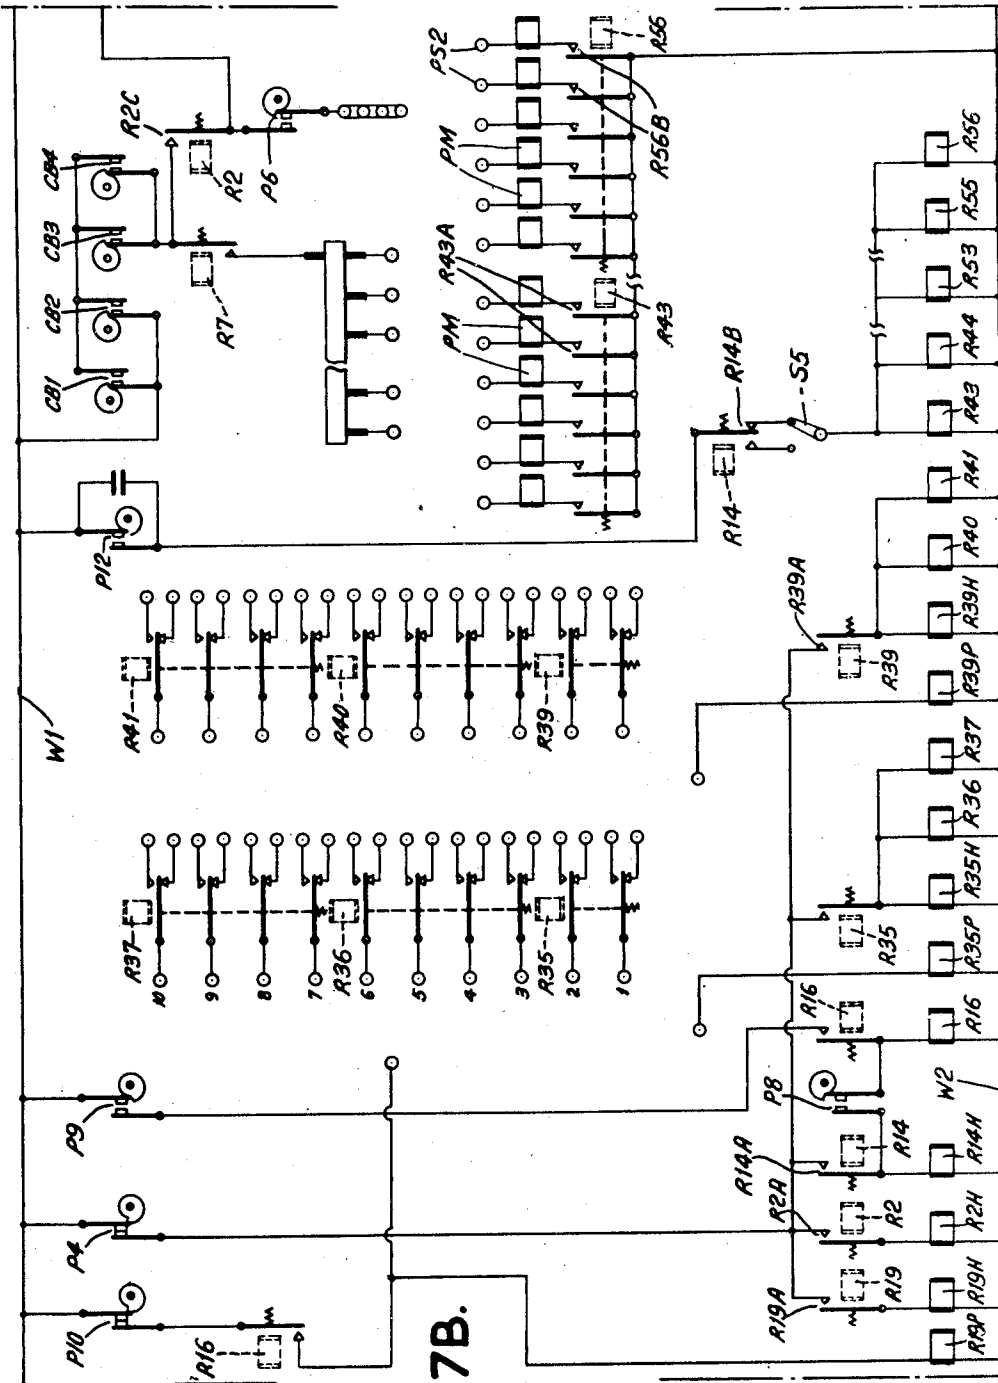 CB1
CB2
CB3
CB4
R2C
R2
P6
R7
PS2
R56
R56B
PM
R43A
PM
R43
R14B
S5
R14
P12
W1
R41
R40
R39
R39A
R39
R37
R36
R35
10
9
8
7
6
5
4
3
2
1
R35
R16
P9
P8
W2
P4
R14A
R14
R2A
R2
P10
R16
R19A
R19
7B.
R19P
R19H
R2H
R14H
R16
R35P
R35H
R36
R37
R39P
R39H
R40
R41
R43
R44
R53
R55
R56